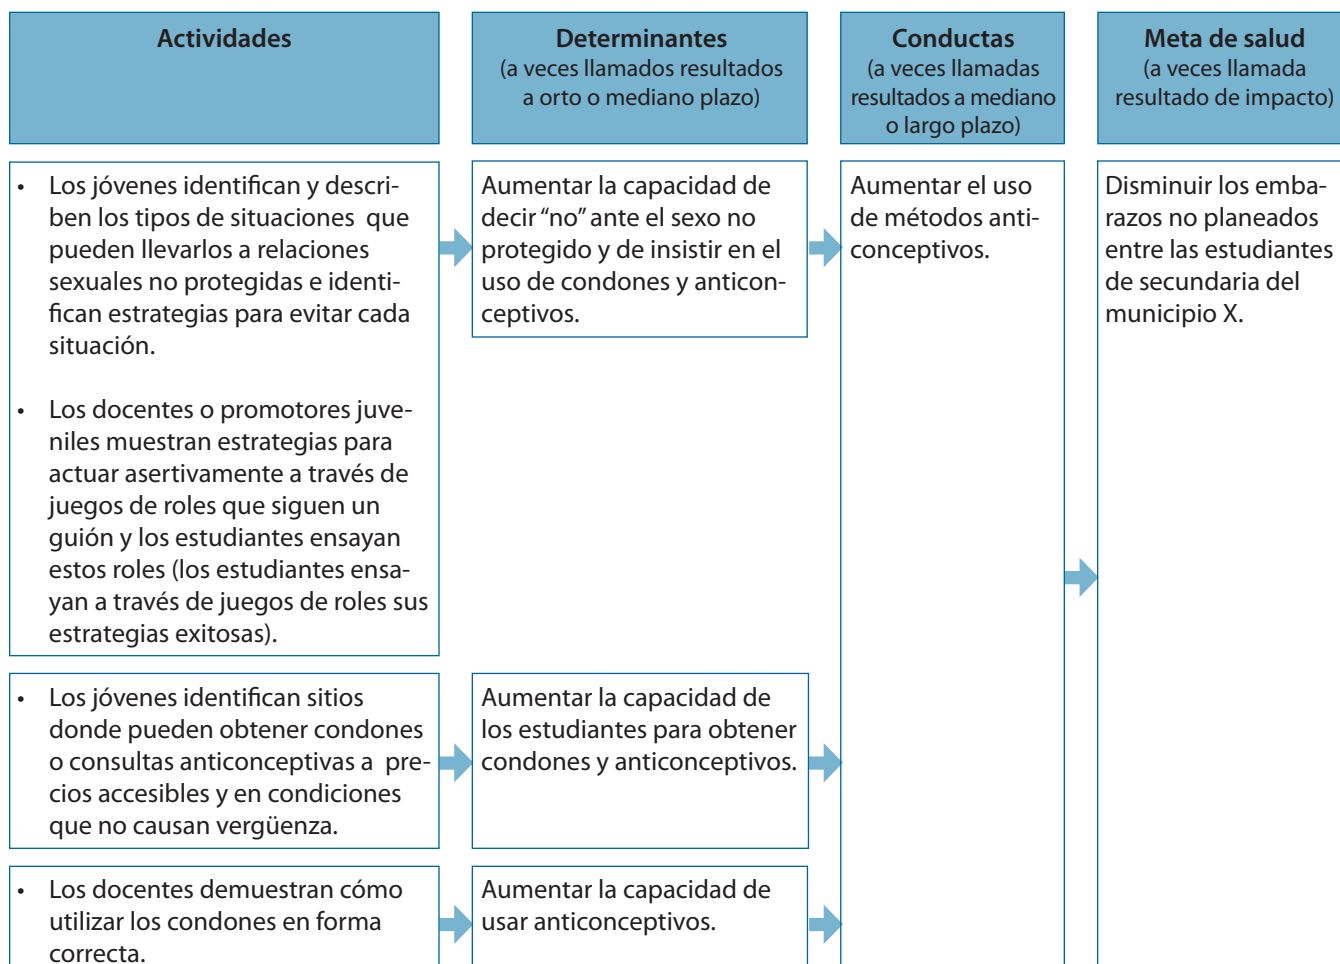 Actividades
Determinantes
(a veces llamados resultados
a orto o mediano plazo)
Conductas
(a veces llamadas
resultados a mediano
o largo plazo)
Meta de salud
(a veces llamada
resultado de impacto)
• Los jóvenes identifican y descri-
ben los tipos de situaciones que
pueden llevarlos a relaciones
sexuales no protegidas e identi-
fican estrategias para evitar cada
situación.
• Los docentes o promotores juve-
niles muestran estrategias para
actuar asertivamente a través de
juegos de roles que siguen un
guión y los estudiantes ensayan
estos roles (los estudiantes ensa-
yan a través de juegos de roles sus
estrategias exitosas).
Aumentar la capacidad de
decir “no” ante el sexo no
protegido y de insistir en el
uso de condones y anticon-
ceptivos.
Aumentar el uso
de métodos anti-
conceptivos.
Disminuir los emba-
razos no planeados
entre las estudiantes
de secundaria del
municipio X.
• Los jóvenes identifican sitios
donde pueden obtener condones
o consultas anticonceptivas a pre-
cios accesibles y en condiciones
que no causan vergüenza.
Aumentar la capacidad de
los estudiantes para obtener
condones y anticonceptivos.
• Los docentes demuestran cómo
utilizar los condones en forma
correcta.
Aumentar la capacidad de
usar anticonceptivos.